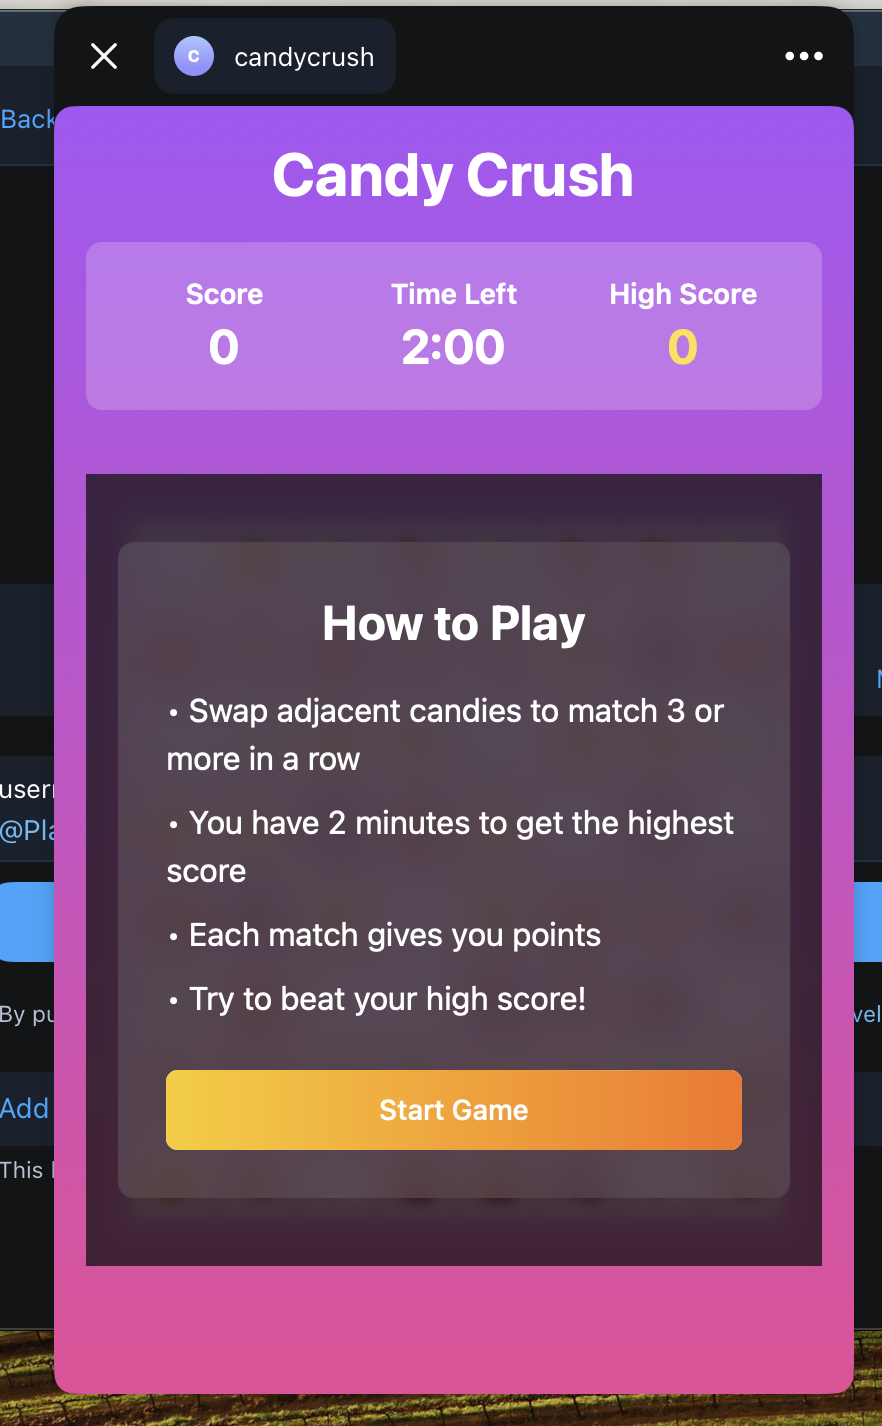 c candycrush
Back
Candy Crush
Score
Time Left
High Score
0
2:00
0
How to Play
• Swap adjacent candies to match 3 or
more in a row
• You have 2 minutes to get the highest
score
• Each match gives you points
• Try to beat your high score!
Start Game
@Pla
By pu
Add
This